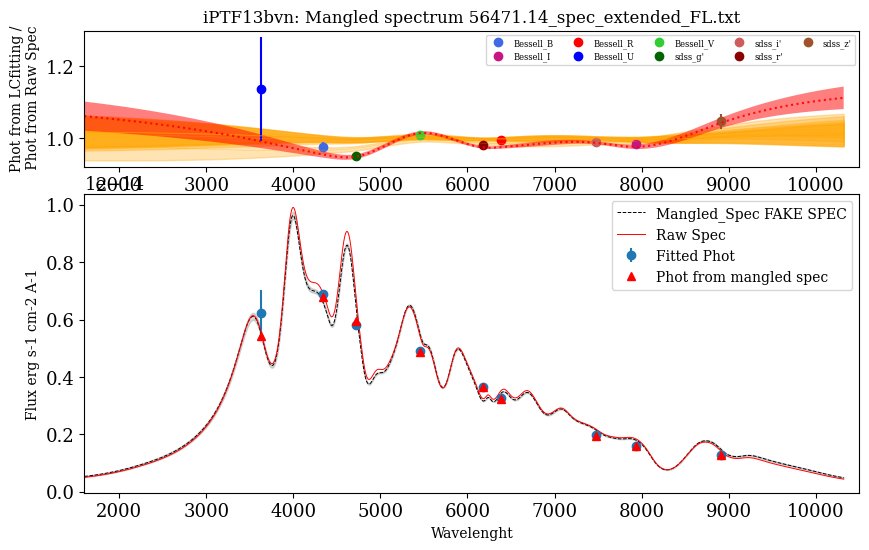 iPTF13bvn: Mangled spectrum 56471.14_spec_extended_FL.txt
Phot from LCfitting /
Phot from Raw Spec
1.2
1.0
Bessell_B Bessell_R Bessell_V sdss_i' sdss_z'
Bessell_I Bessell_U sdss_g' sdss_r'
2000 3000 4000 5000 6000 7000 8000 9000 10000
1e−14
Flux erg s-1 cm-2 A-1
1.0
0.8
0.6
0.4
0.2
0.0
Mangled_Spec FAKE SPEC
Raw Spec
Fitted Phot
Phot from mangled spec
2000 3000 4000 5000 6000 7000 8000 9000 10000
Wavelenght